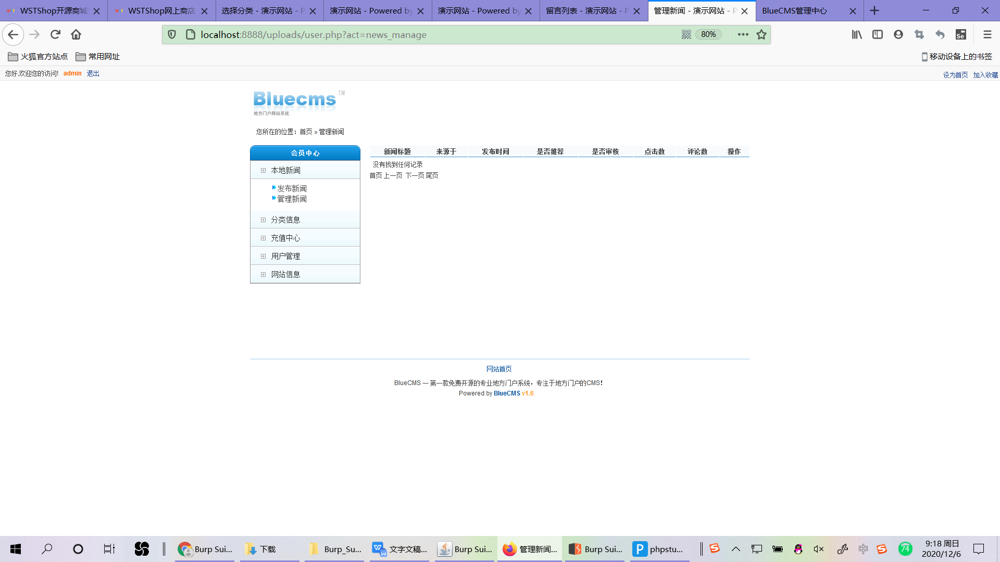 WSTShop开源商城
WSTShop网上商店
选择分类 - 演示网站 - P
演示网站 - Powered by
演示网站 - Powered by
留言列表 - 演示网站 - P
管理新闻 - 演示网站 - P
BlueCMS管理中心
localhost:8888/uploads/user.php?act=news_manage
80%
Se
火狐官方站点
常用网址
移动设备上的书签
您好,欢迎您的访问! admin 退出
设为首页 加入收藏
Bluecms TM
地方门户网站系统
您所在的位置：首页 » 管理新闻
会员中心
本地新闻
发布新闻
管理新闻
分类信息
充值中心
用户管理
网站信息
新闻标题 来源于 发布时间 是否推荐 是否审核 点击数 评论数 操作
没有找到任何记录
首页 上一页 下一页 尾页
网站首页
BlueCMS — 第一款免费开源的专业地方门户系统，专注于地方门户的CMS!
Powered by BlueCMS v1.6
Burp Sui...
下载
Burp_Su...
文字文稿...
Burp Sui...
管理新闻...
Burp Sui...
phpstu...
中
74
9:18 周日
2020/12/6